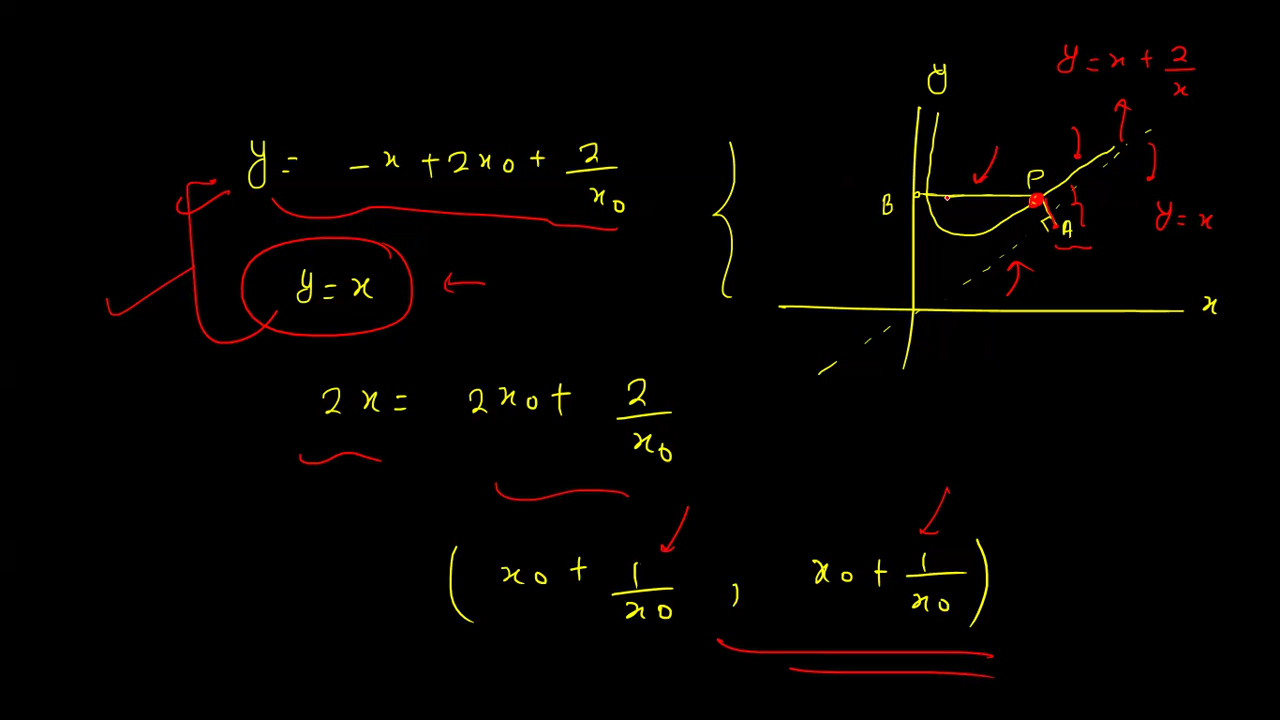 y = -x + 2x₀ + 2/x₀
y = x
2x = 2x₀ + 2/x₀
(x₀ + 1/x₀ , x₀ + 1/x₀)
y = x + 2/x
y
P
B
A
y = x
x